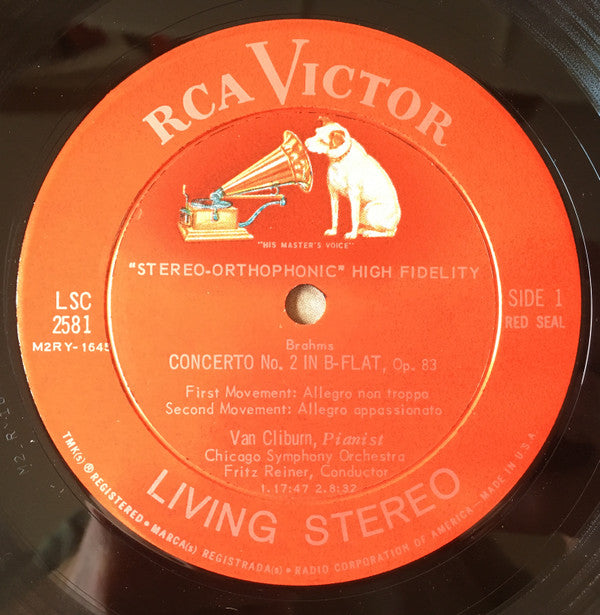 RCA VICTOR
"HIS MASTER'S VOICE"
"STEREO-ORTHOPHONIC" HIGH FIDELITY
LSC
2581
M2RY-1645
SIDE 1
RED SEAL
Brahms
CONCERTO No. 2 IN B-FLAT, Op. 83
First Movement: Allegro non troppo
Second Movement: Allegro appassionato
Van Cliburn, Pianist
Chicago Symphony Orchestra
Fritz Reiner, Conductor
1.17:47 2.8:37
LIVING STEREO
TMK(s) ® REGISTERED • MARCA(s) REGISTRADA(s) • RADIO CORPORATION OF AMERICA - MADE IN U.S.A